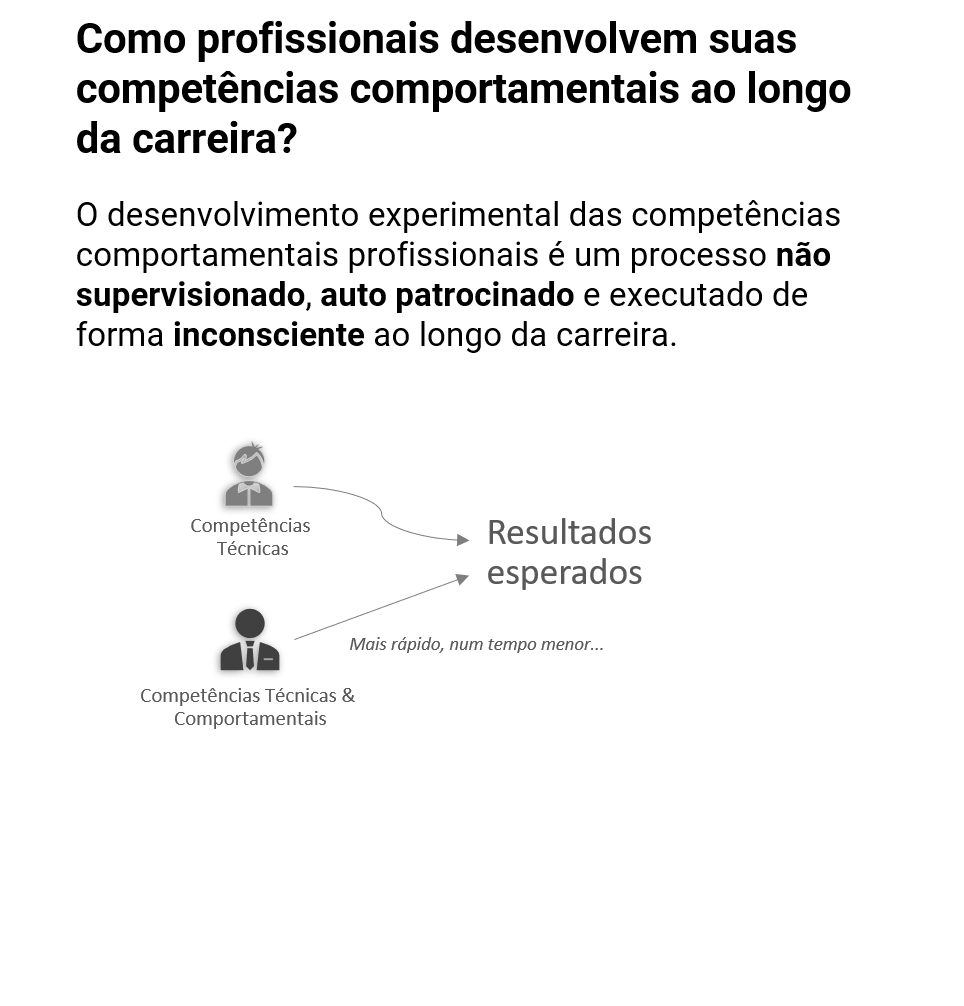 Como profissionais desenvolvem suas
competências comportamentais ao longo
da carreira?
O desenvolvimento experimental das competências
comportamentais profissionais é um processo não
supervisionado, auto patrocinado e executado de
forma inconsciente ao longo da carreira.
Competências
Técnicas
Resultados
esperados
Mais rápido, num tempo menor...
Competências Técnicas &
Comportamentais